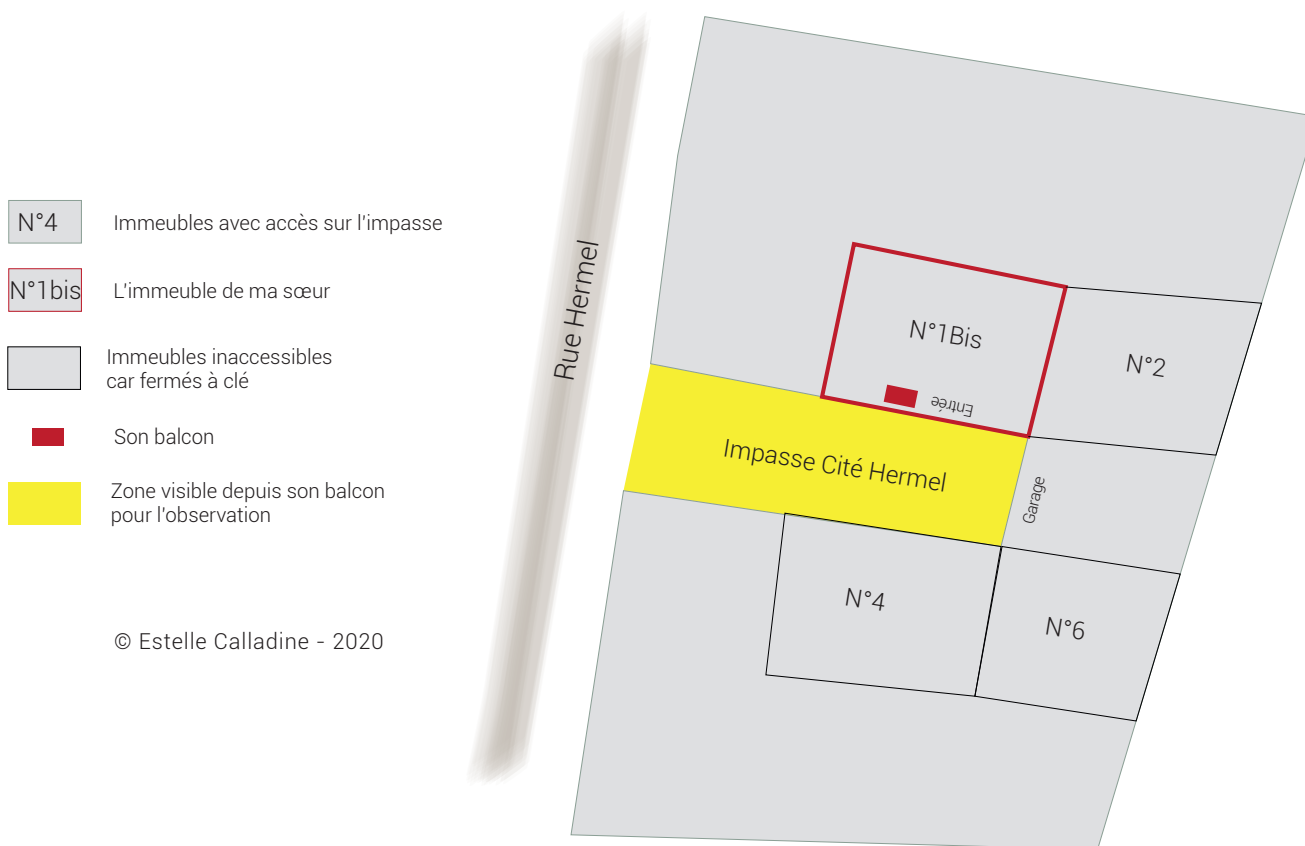 N°4
Immeubles avec accès sur l'impasse
N°1bis
L'immeuble de ma sœur
Immeubles inaccessibles
car fermés à clé
Son balcon
Zone visible depuis son balcon
pour l'observation
© Estelle Calladine - 2020
Rue Hermel
N°1Bis
N°2
Entrée
Impasse Cité Hermel
Garage
N°4
N°6